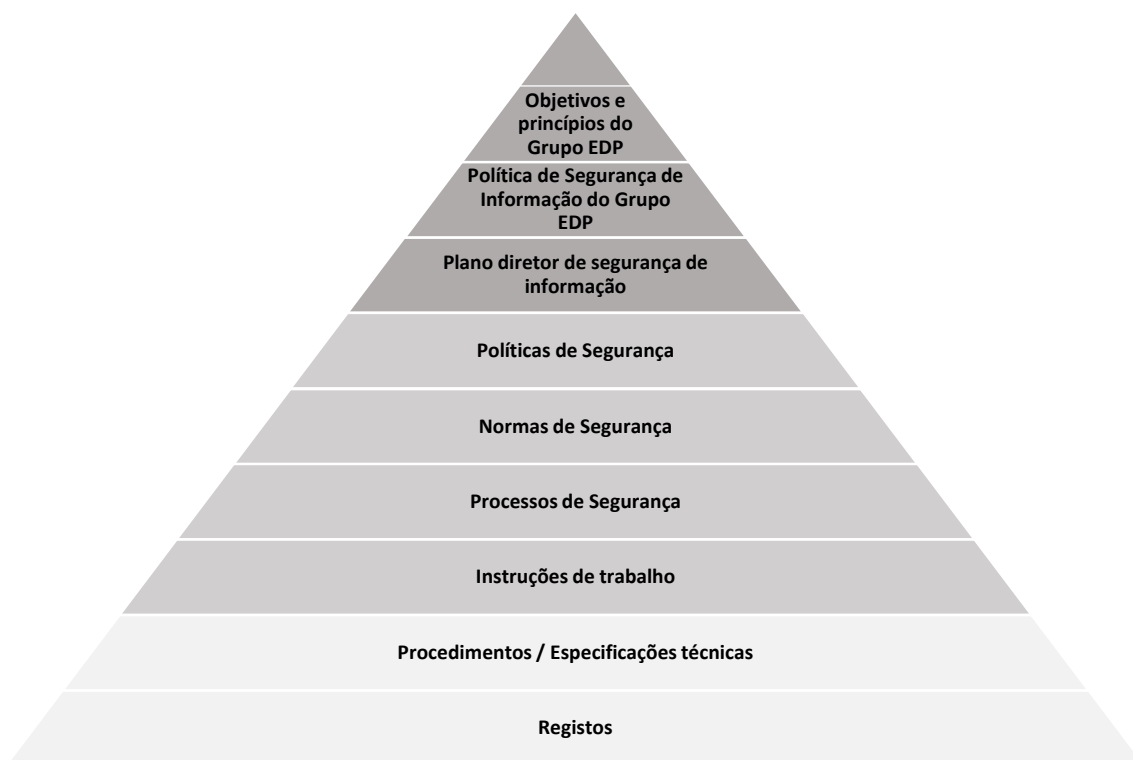 Objetivos e
princípios do
Grupo EDP
Política de Segurança de
Informação do Grupo
EDP
Plano diretor de segurança de
informação
Políticas de Segurança
Normas de Segurança
Processos de Segurança
Instruções de trabalho
Procedimentos / Especificações técnicas
Registos